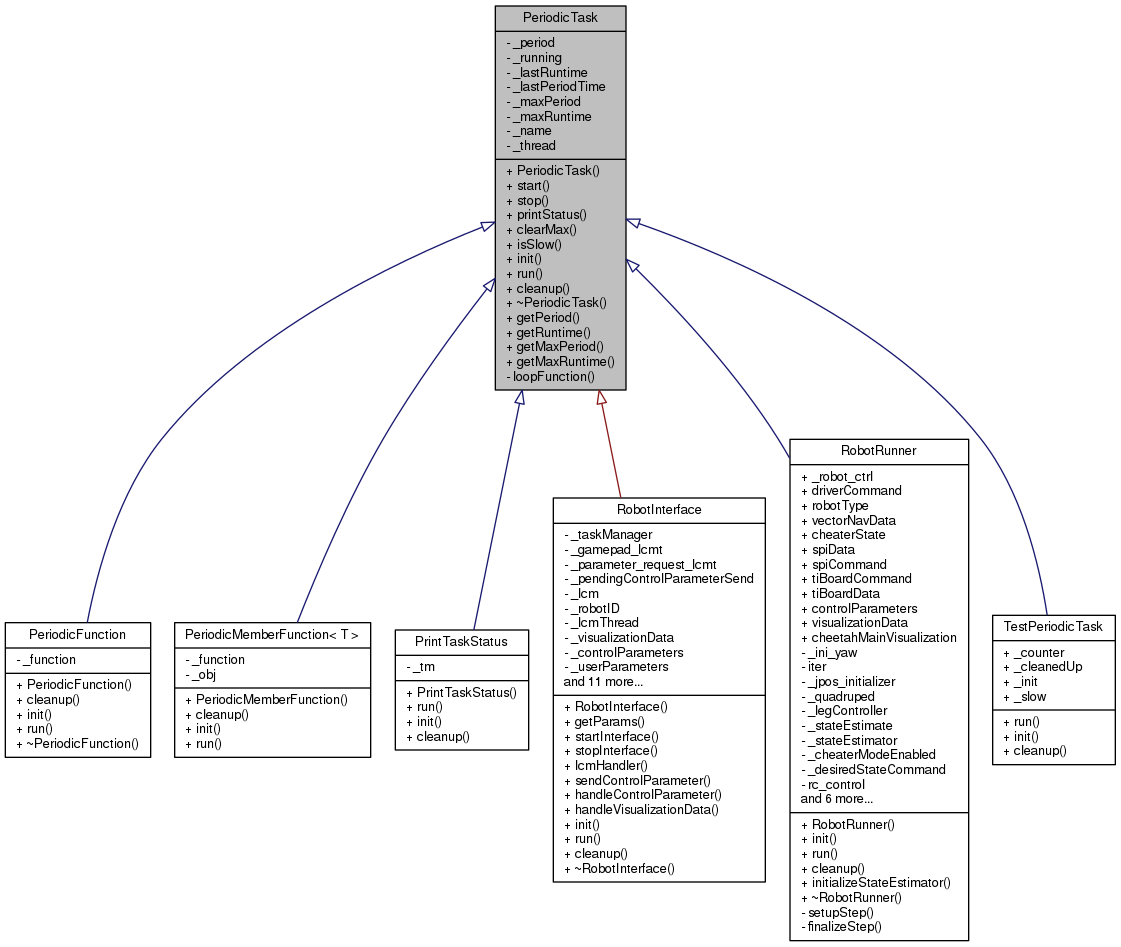 PeriodicTask
- _period
- _running
- _lastRuntime
- _lastPeriodTime
- _maxPeriod
- _maxRuntime
- _name
- _thread
+ PeriodicTask()
+ start()
+ stop()
+ printStatus()
+ clearMax()
+ isSlow()
+ init()
+ run()
+ cleanup()
+ ~PeriodicTask()
+ getPeriod()
+ getRuntime()
+ getMaxPeriod()
+ getMaxRuntime()
- loopFunction()
PeriodicFunction
- _function
+ PeriodicFunction()
+ cleanup()
+ init()
+ run()
+ ~PeriodicFunction()
PeriodicMemberFunction< T >
- _function
- _obj
+ PeriodicMemberFunction()
+ cleanup()
+ init()
+ run()
PrintTaskStatus
- _tm
+ PrintTaskStatus()
+ run()
+ init()
+ cleanup()
RobotInterface
- _taskManager
- _gamepad_lcmt
- _parameter_request_lcmt
- _pendingControlParameterSend
- _lcm
- _robotID
- _lcmThread
- _visualizationData
- _controlParameters
- _userParameters
and 11 more...
+ RobotInterface()
+ getParams()
+ startInterface()
+ stopInterface()
+ lcmHandler()
+ sendControlParameter()
+ handleControlParameter()
+ handleVisualizationData()
+ init()
+ run()
+ cleanup()
+ ~RobotInterface()
RobotRunner
+ _robot_ctrl
+ driverCommand
+ robotType
+ vectorNavData
+ cheaterState
+ spiData
+ spiCommand
+ tiBoardCommand
+ tiBoardData
+ controlParameters
+ visualizationData
+ cheetahMainVisualization
- _ini_yaw
- iter
- _jpos_initializer
- _quadruped
- _legController
- _stateEstimate
- _stateEstimator
- _cheaterModeEnabled
- _desiredStateCommand
- rc_control
and 6 more...
+ RobotRunner()
+ init()
+ run()
+ cleanup()
+ initializeStateEstimator()
+ ~RobotRunner()
- setupStep()
- finalizeStep()
TestPeriodicTask
+ _counter
+ _cleanedUp
+ _init
+ _slow
+ run()
+ init()
+ cleanup()